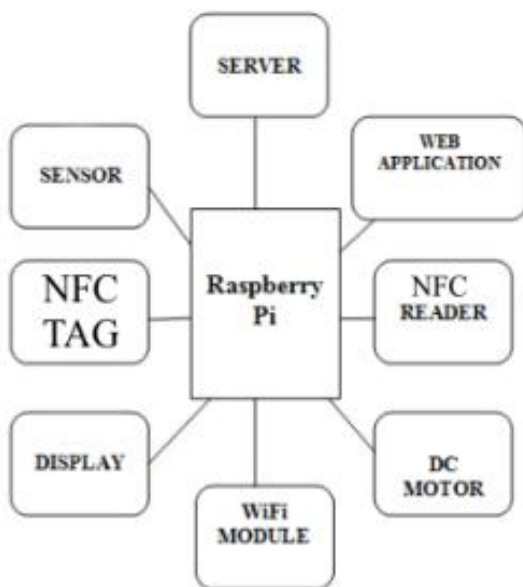 SERVER
WEB
APPLICATION
SENSOR
NFC
TAG
Raspberry
Pi
NFC
READER
DISPLAY
WiFi
MODULE
DC
MOTOR